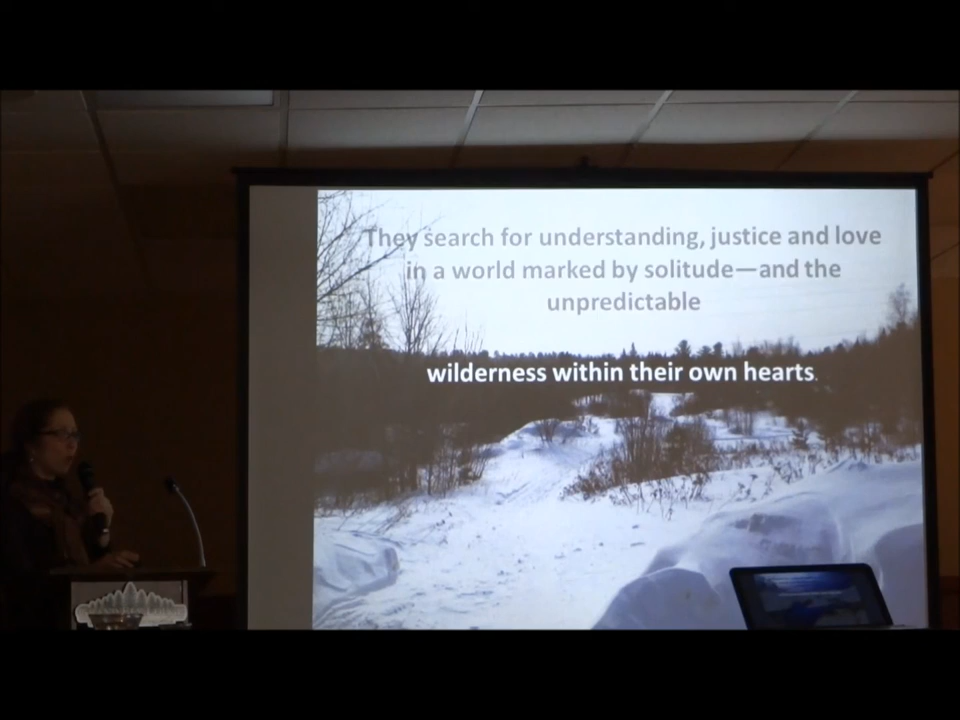 They search for understanding, justice and love
in a world marked by solitude—and the
unpredictable
wilderness within their own hearts.